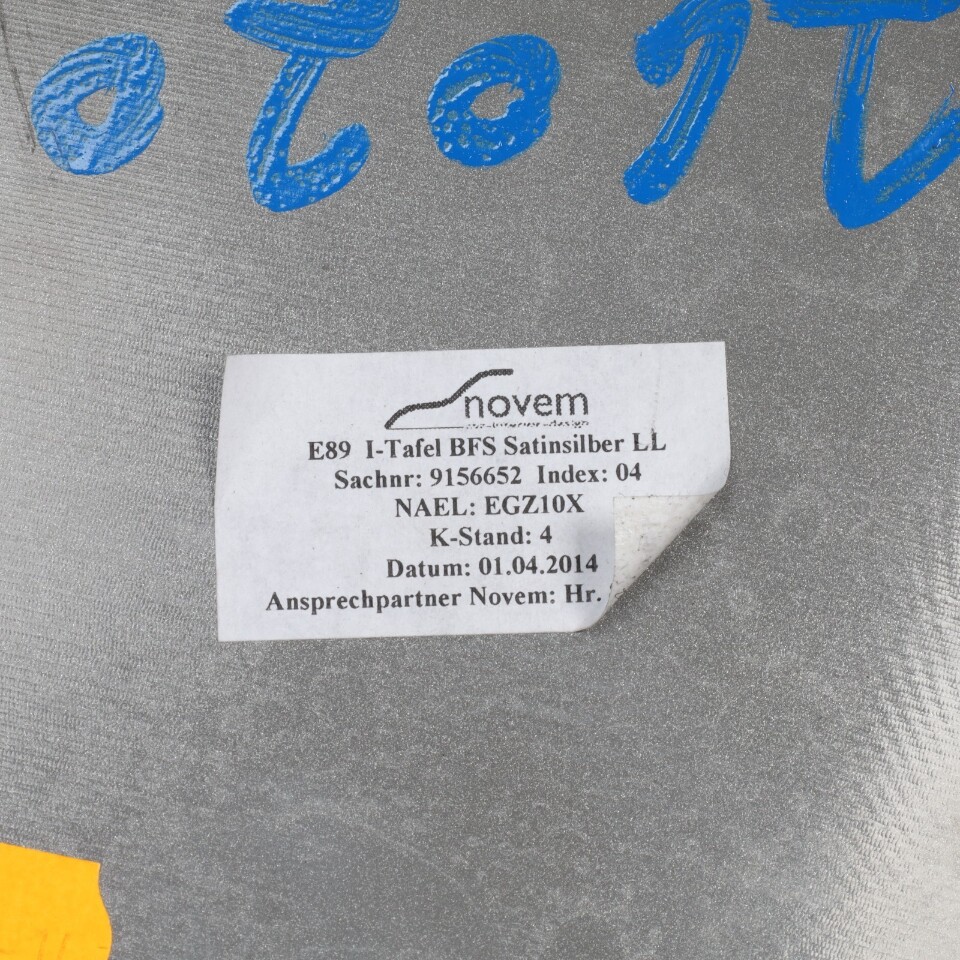 novem
E89 I-Tafel BFS Satinsilber LL
Sachnr: 9156652 Index: 04
NAEL: EGZ10X
K-Stand: 4
Datum: 01.04.2014
Ansprechpartner Novem: Hr.